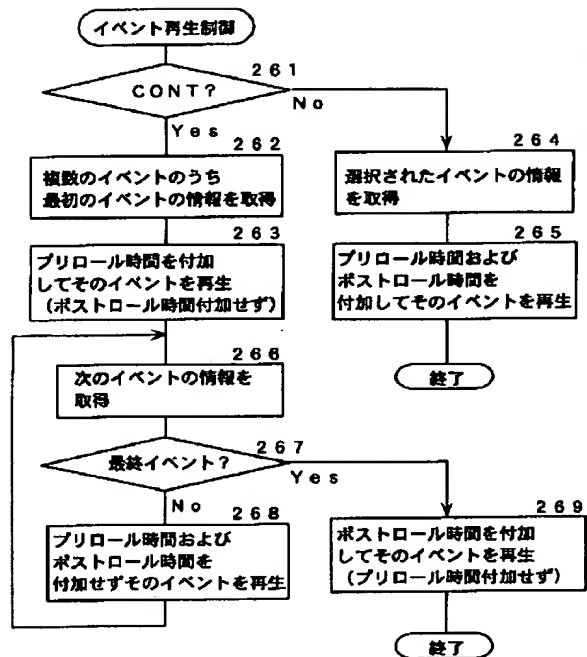 イベント再生制御
261
CONT?
No
Yes
262
複数のイベントのうち
最初のイベントの情報を取得
263
プリロール時間を付加
してそのイベントを再生
(ポストロール時間付加せず)
264
選択されたイベントの情報
を取得
265
プリロール時間および
ポストロール時間を
付加してそのイベントを再生
終了
266
次のイベントの情報を
取得
267
最終イベント?
Yes
No
268
プリロール時間および
ポストロール時間を
付加せずそのイベントを再生
269
ポストロール時間を付加
してそのイベントを再生
(プリロール時間付加せず)
終了